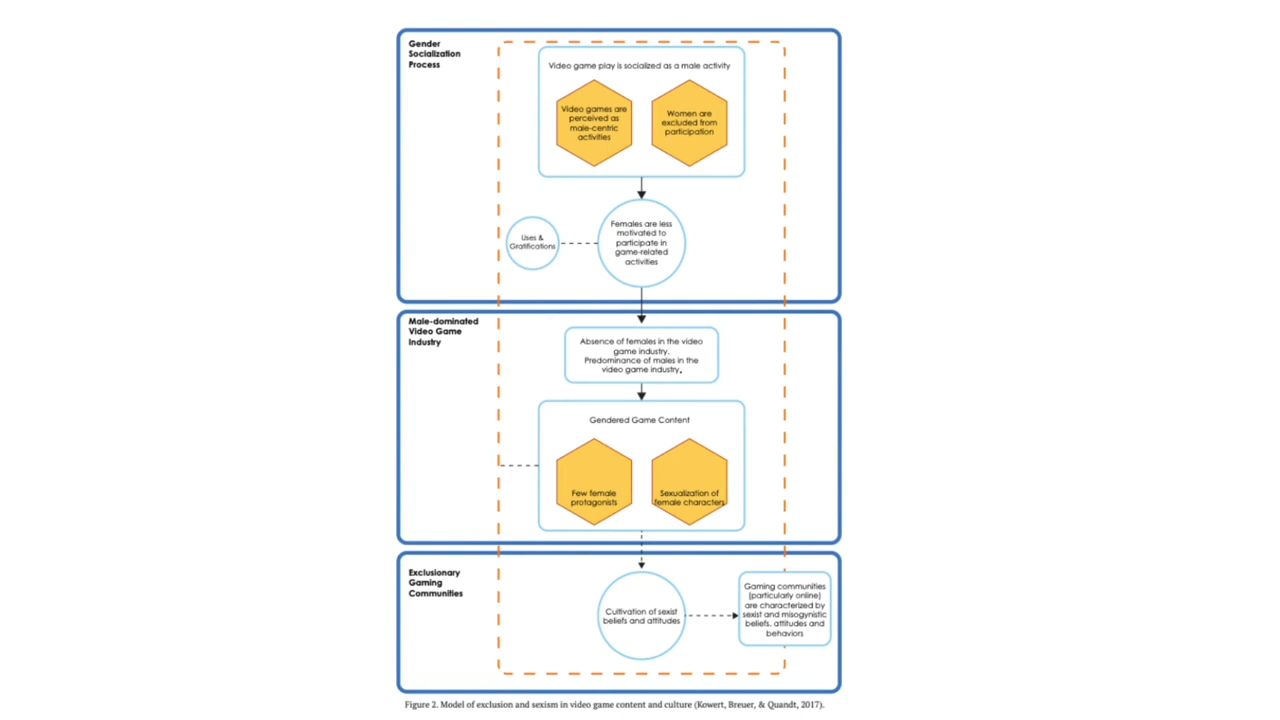 Gender
Socialization
Process
Video game play is socialized as a male activity
Video games are
perceived as
male-centric
activities
Women are
excluded from
participation
Uses &
Gratifications
Females are less
motivated to
participate in
game-related
activities
Male-dominated
Video Game
Industry
Absence of females in the video
game industry.
Predominance of males in the
video game industry.
Gendered Game Content
Few female
protagonists
Sexualization of
female characters
Exclusionary
Gaming
Communities
Cultivation of sexist
beliefs and attitudes
Gaming communities
(particularly online)
are characterized by
sexist and misogynistic
beliefs. attitudes and
behaviors
Figure 2. Model of exclusion and sexism in video game content and culture (Kowert, Breuer, & Quandt, 2017).